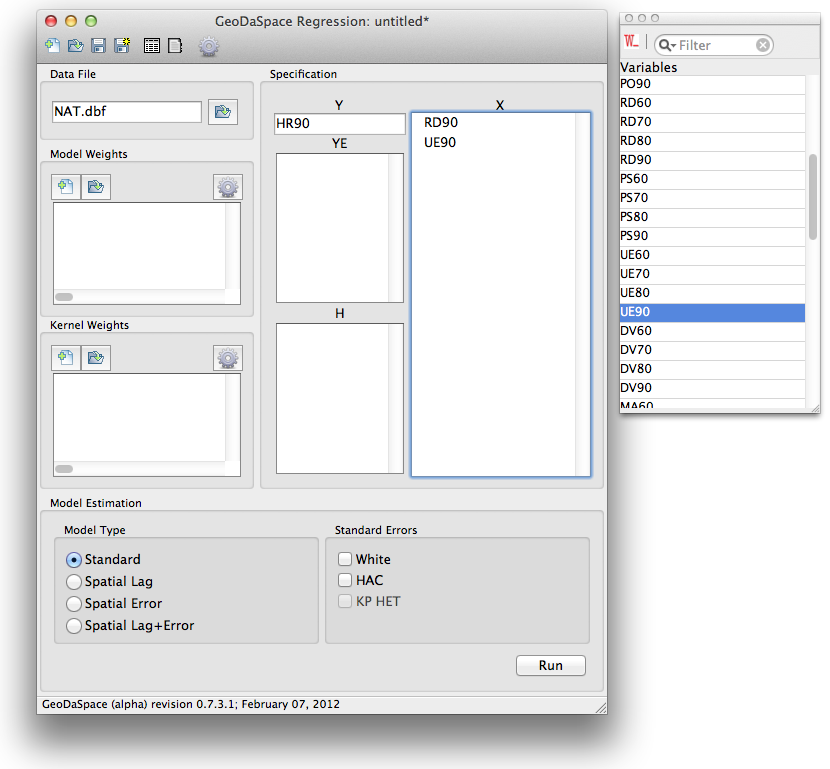 GeoDaSpace Regression: untitled*
Data File
NAT.dbf
Model Weights
Kernel Weights
Specification
Y
HR90
YE
H
X
RD90
UE90
Model Estimation
Model Type
Standard
Spatial Lag
Spatial Error
Spatial Lag+Error
Standard Errors
White
HAC
KP HET
Run
GeoDaSpace (alpha) revision 0.7.3.1; February 07, 2012
W
Filter
Variables
PO90
RD60
RD70
RD80
RD90
PS60
PS70
PS80
PS90
UE60
UE70
UE80
UE90
DV60
DV70
DV80
DV90
MA60